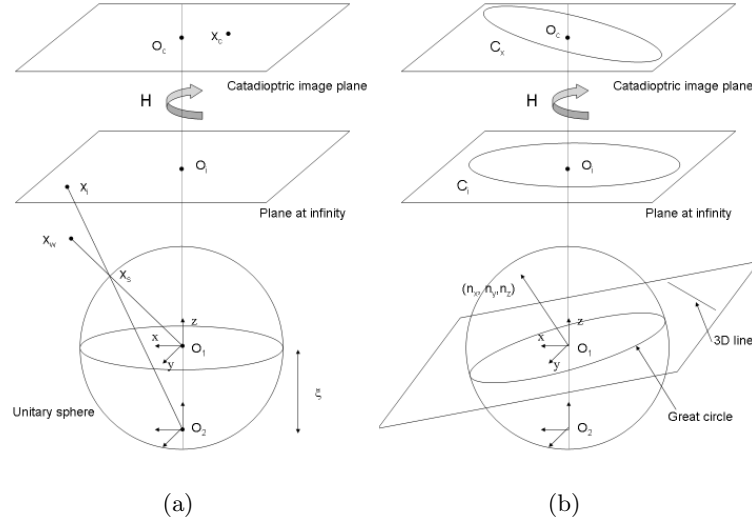 O_c
x_c
Catadioptric image plane
H
O_i
x_i
Plane at infinity
x_w
x_s
z
x
O_1
y
ξ
Unitary sphere
O_2
(a)
O_c
C_x
Catadioptric image plane
H
O_i
C_i
Plane at infinity
(n_x, n_y, n_z)
z
3D line
x
O_1
y
Great circle
O_2
(b)